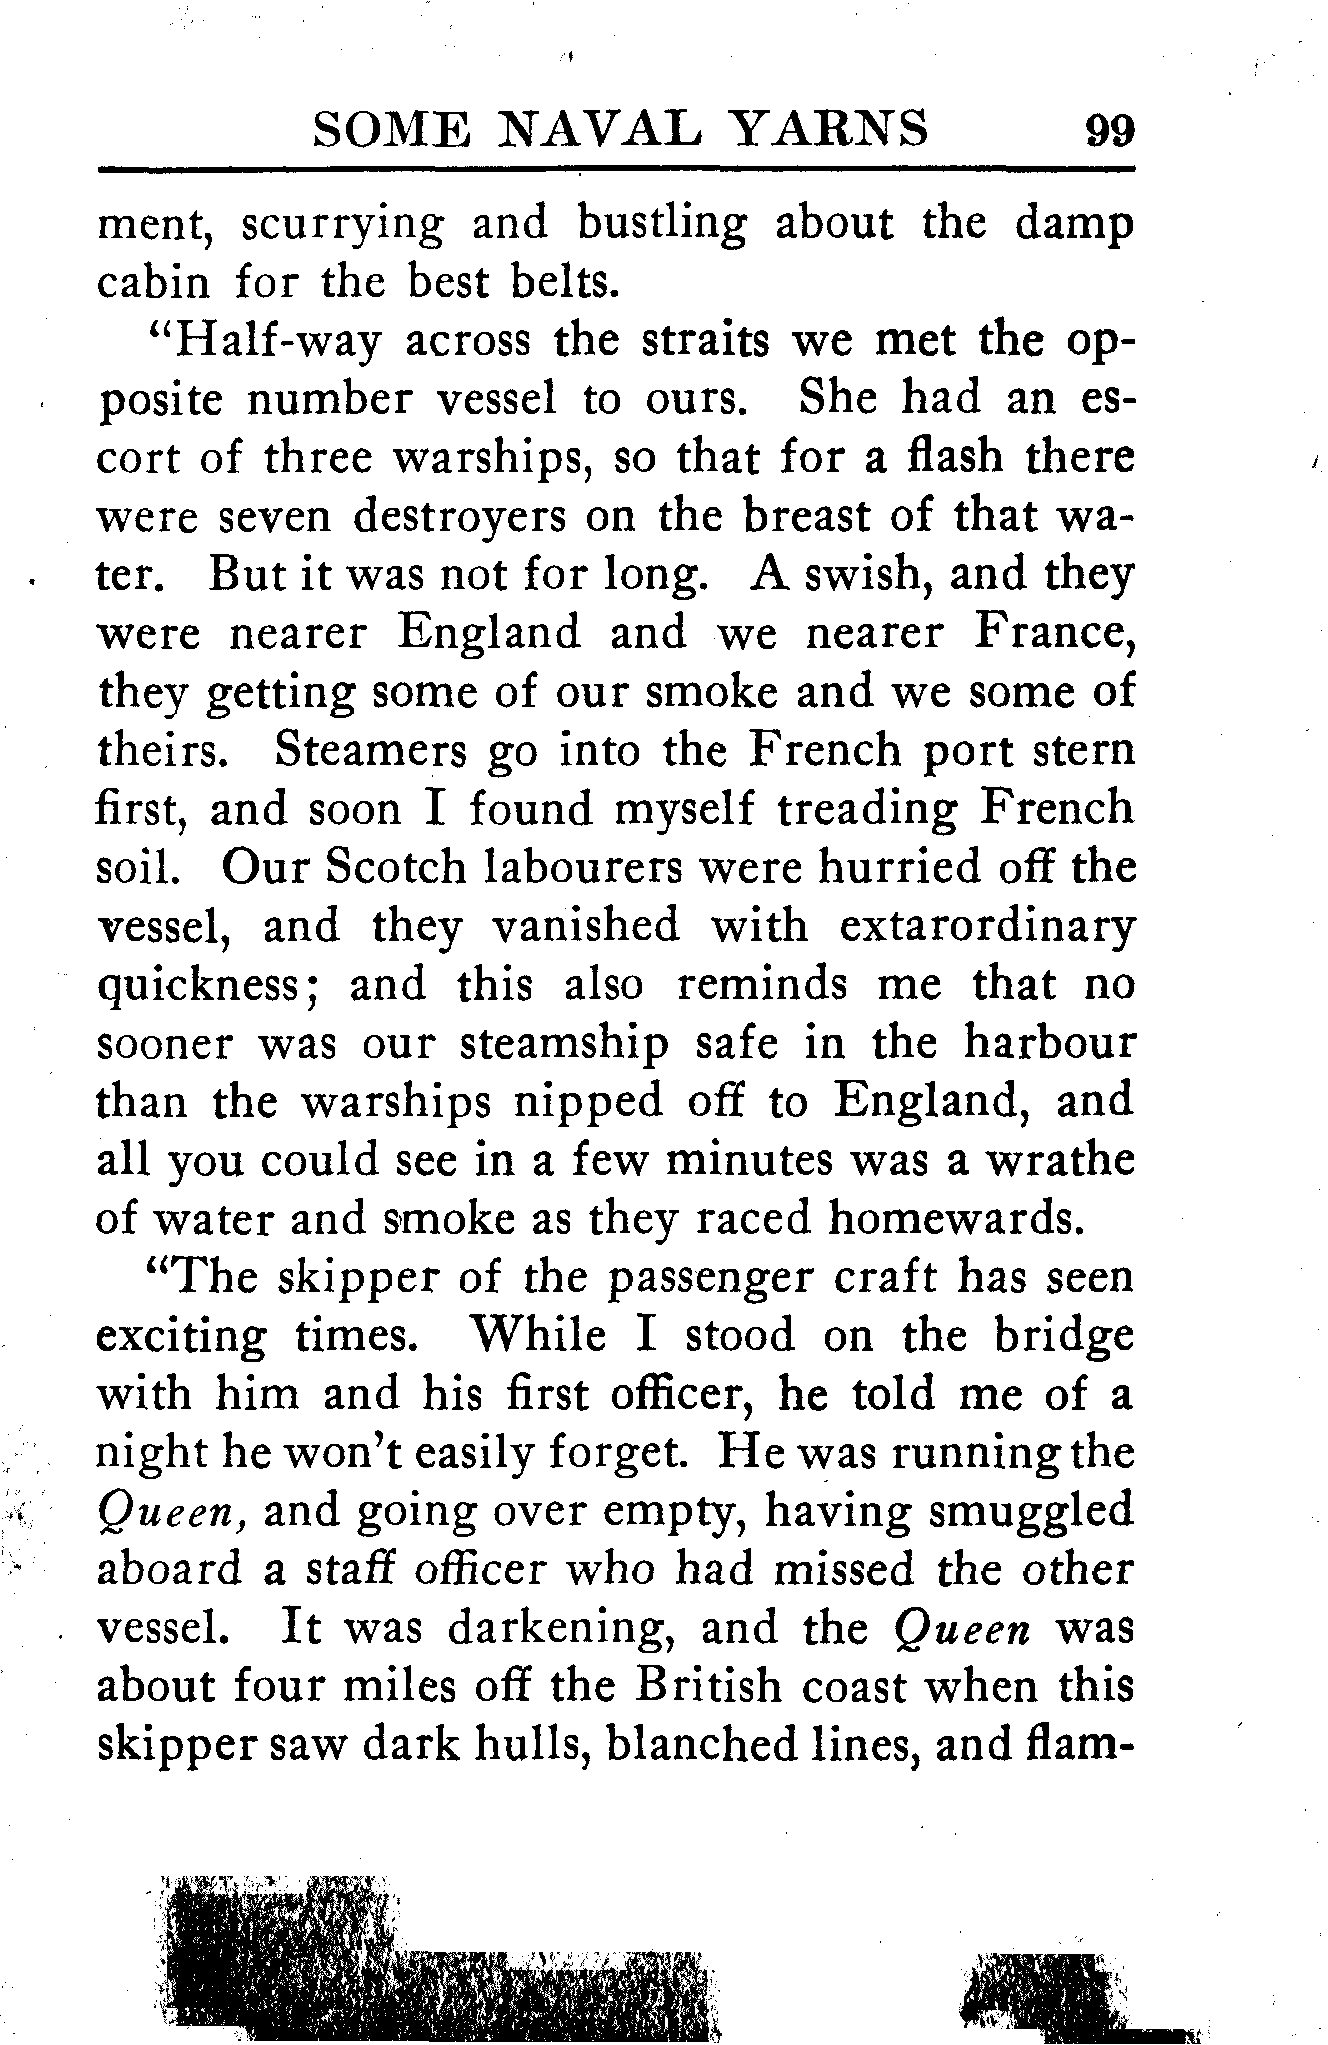 SOME NAVAL YARNS 99
ment, scurrying and bustling about the damp
cabin for the best belts.
“Half-way across the straits we met the op-
posite number vessel to ours. She had an es-
cort of three warships, so that for a flash there
were seven destroyers on the breast of that wa-
ter. But it was not for long. A swish, and they
were nearer England and we nearer France,
they getting some of our smoke and we some of
theirs. Steamers go into the French port stern
first, and soon I found myself treading French
soil. Our Scotch labourers were hurried off the
vessel, and they vanished with extarordinary
quickness; and this also reminds me that no
sooner was our steamship safe in the harbour
than the warships nipped off to England, and
all you could see in a few minutes was a wrathe
of water and smoke as they raced homewards.
“The skipper of the passenger craft has seen
exciting times. While I stood on the bridge
with him and his first officer, he told me of a
night he won't easily forget. He was running the
Queen, and going over empty, having smuggled
aboard a staff officer who had missed the other
vessel. It was darkening, and the Queen was
about four miles off the British coast when this
skipper saw dark hulls, blanched lines, and flam-